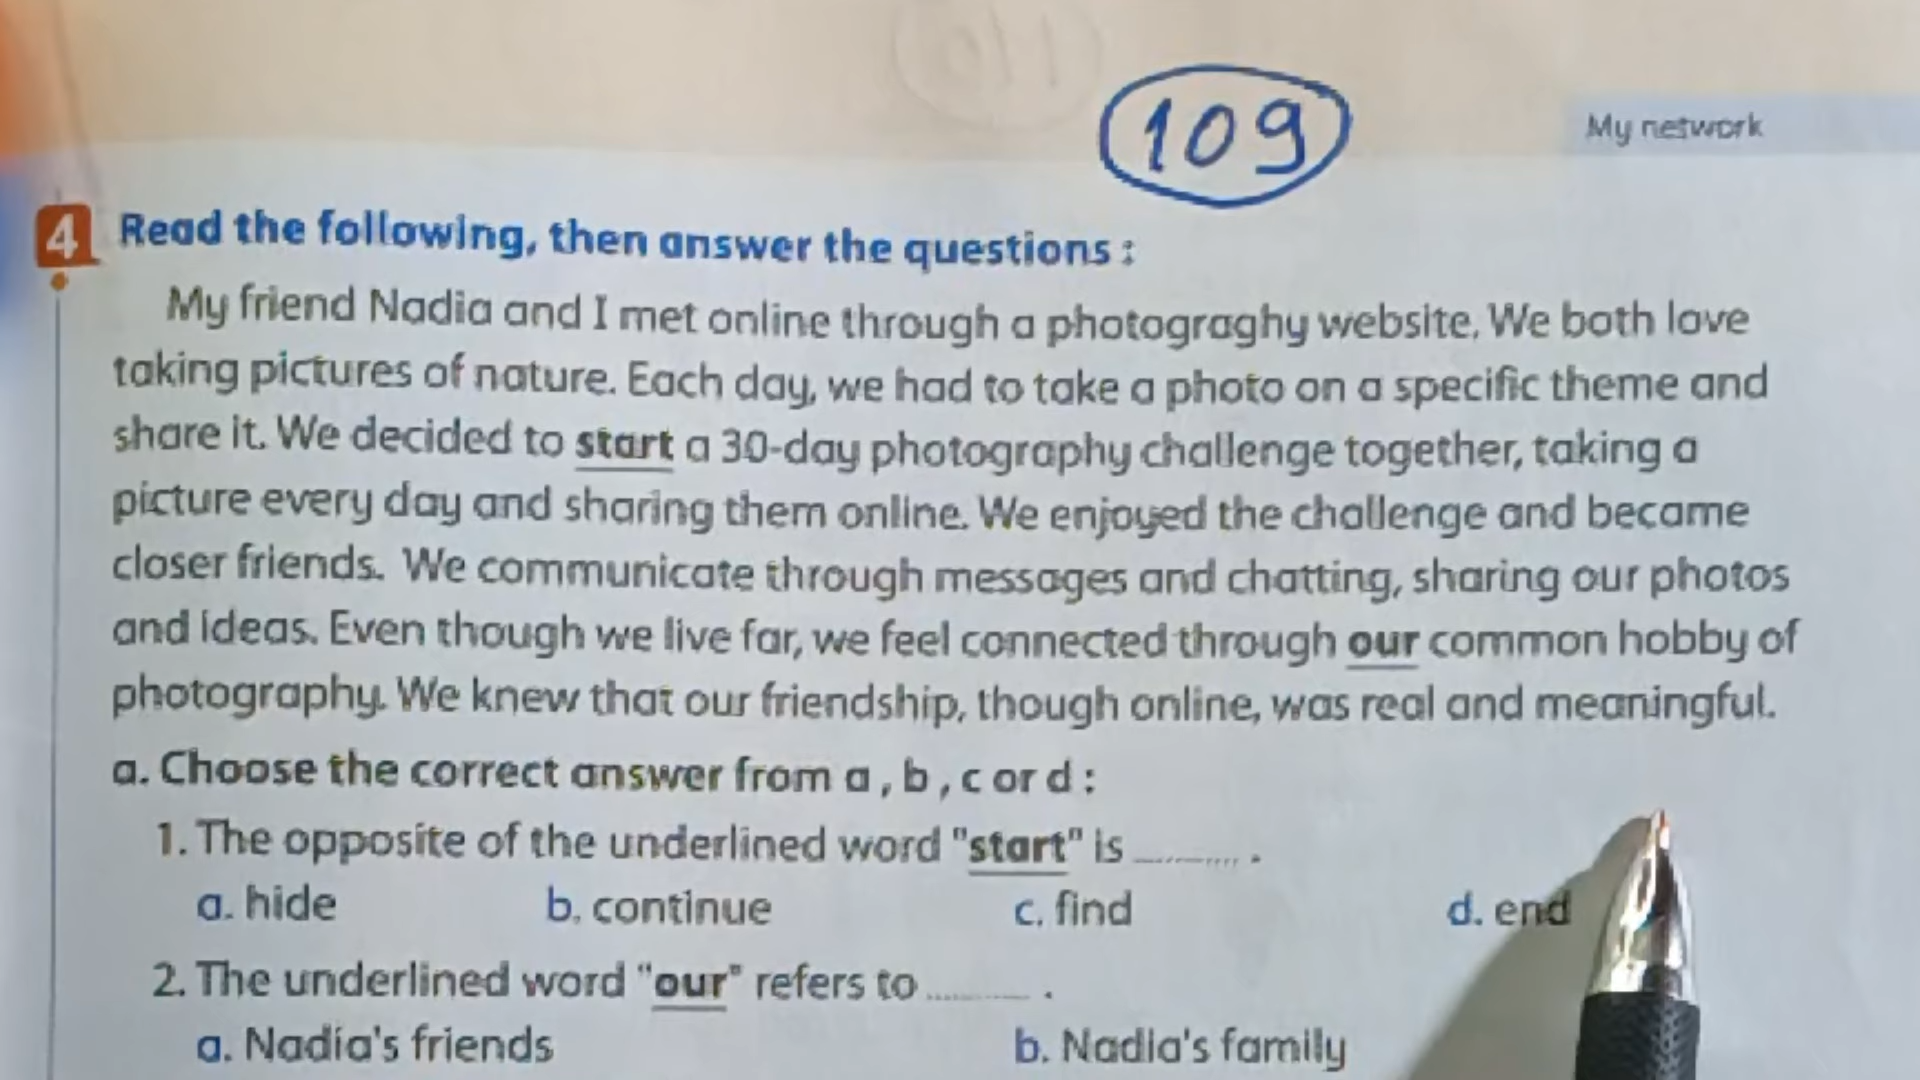 109
My network
4 Read the following, then answer the questions :
My friend Nadia and I met online through a photograghy website. We both love
taking pictures of nature. Each day, we had to take a photo on a specific theme and
share it. We decided to start a 30-day photography challenge together, taking a
picture every day and sharing them online. We enjoyed the challenge and became
closer friends. We communicate through messages and chatting, sharing our photos
and ideas. Even though we live far, we feel connected through our common hobby of
photography. We knew that our friendship, though online, was real and meaningful.
a. Choose the correct answer from a , b , c or d :
1. The opposite of the underlined word "start" is .......... .
a. hide b. continue c. find d. end
2. The underlined word "our" refers to .......... .
a. Nadia's friends b. Nadia's family